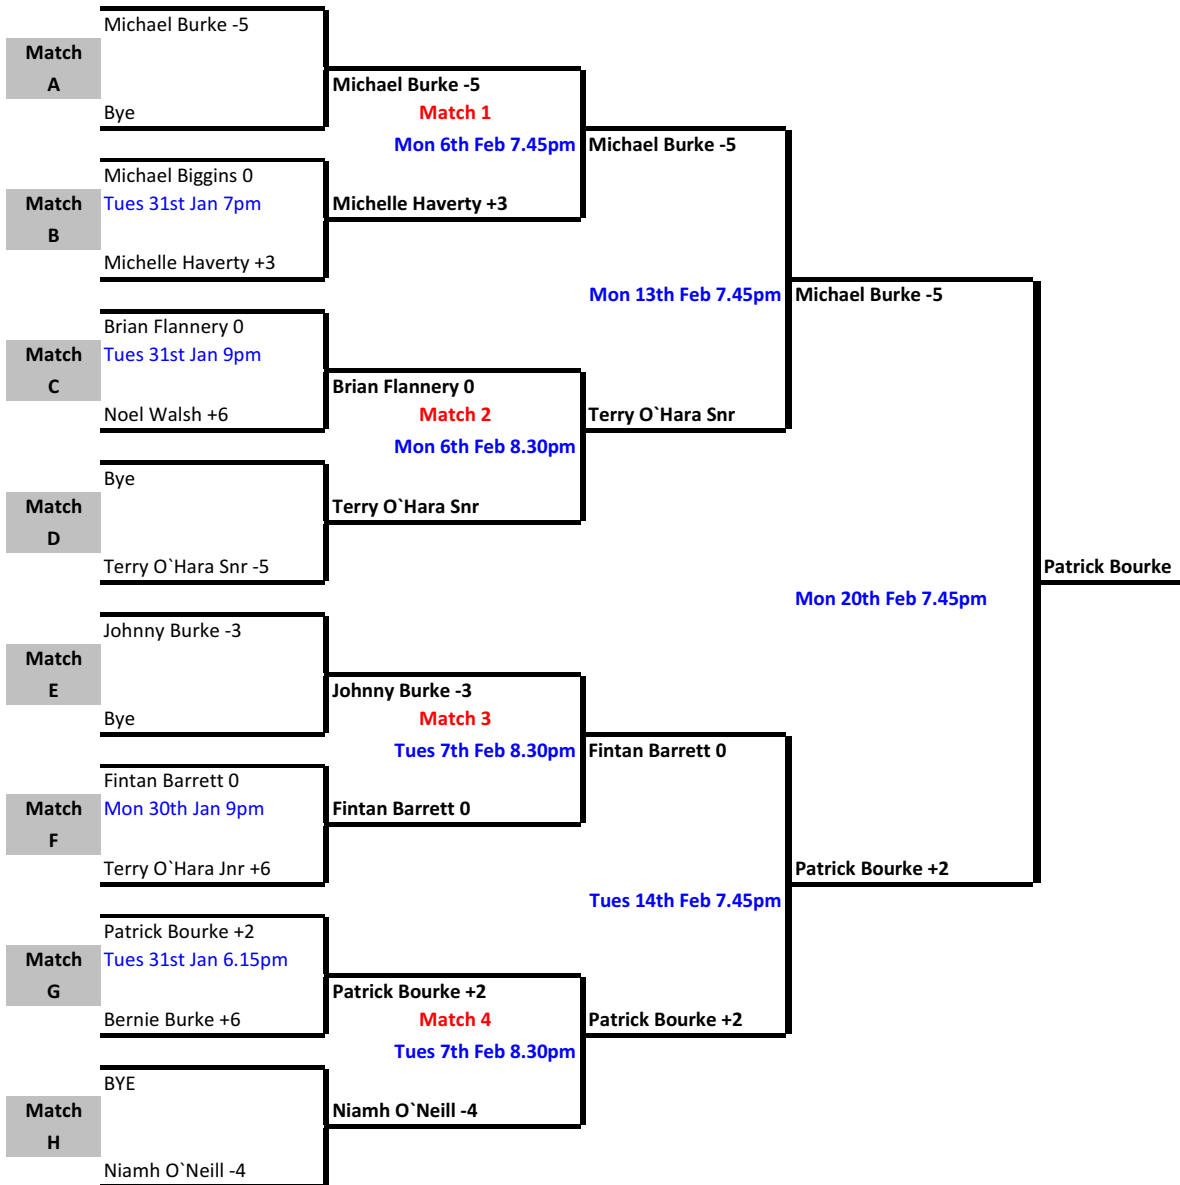 Michael Burke -5
Match
A
Bye
Michael Burke -5
Match 1
Mon 6th Feb 7.45pm
Michael Burke -5
Michael Biggins 0
Match
Tues 31st Jan 7pm
B
Michelle Haverty +3
Michelle Haverty +3
Mon 13th Feb 7.45pm
Michael Burke -5
Brian Flannery 0
Match
Tues 31st Jan 9pm
C
Noel Walsh +6
Brian Flannery 0
Match 2
Mon 6th Feb 8.30pm
Terry O`Hara Snr
Bye
Match
D
Terry O`Hara Snr -5
Terry O`Hara Snr
Mon 20th Feb 7.45pm
Patrick Bourke
Johnny Burke -3
Match
E
Bye
Johnny Burke -3
Match 3
Tues 7th Feb 8.30pm
Fintan Barrett 0
Fintan Barrett 0
Match
Mon 30th Jan 9pm
F
Terry O`Hara Jnr +6
Fintan Barrett 0
Tues 14th Feb 7.45pm
Patrick Bourke +2
Patrick Bourke +2
Match
Tues 31st Jan 6.15pm
G
Bernie Burke +6
Patrick Bourke +2
Match 4
Tues 7th Feb 8.30pm
Patrick Bourke +2
BYE
Match
H
Niamh O`Neill -4
Niamh O`Neill -4